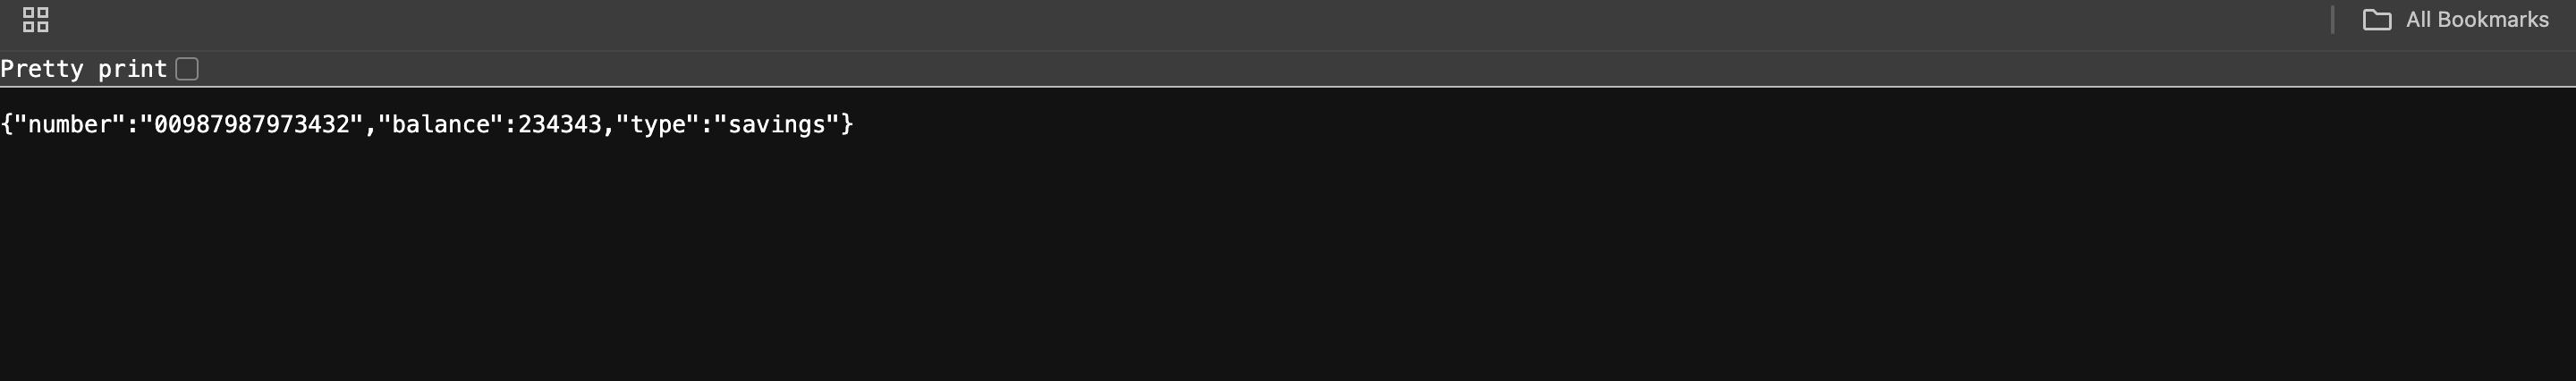 All Bookmarks
Pretty print
{"number":"00987987973432","balance":234343,"type":"savings"}